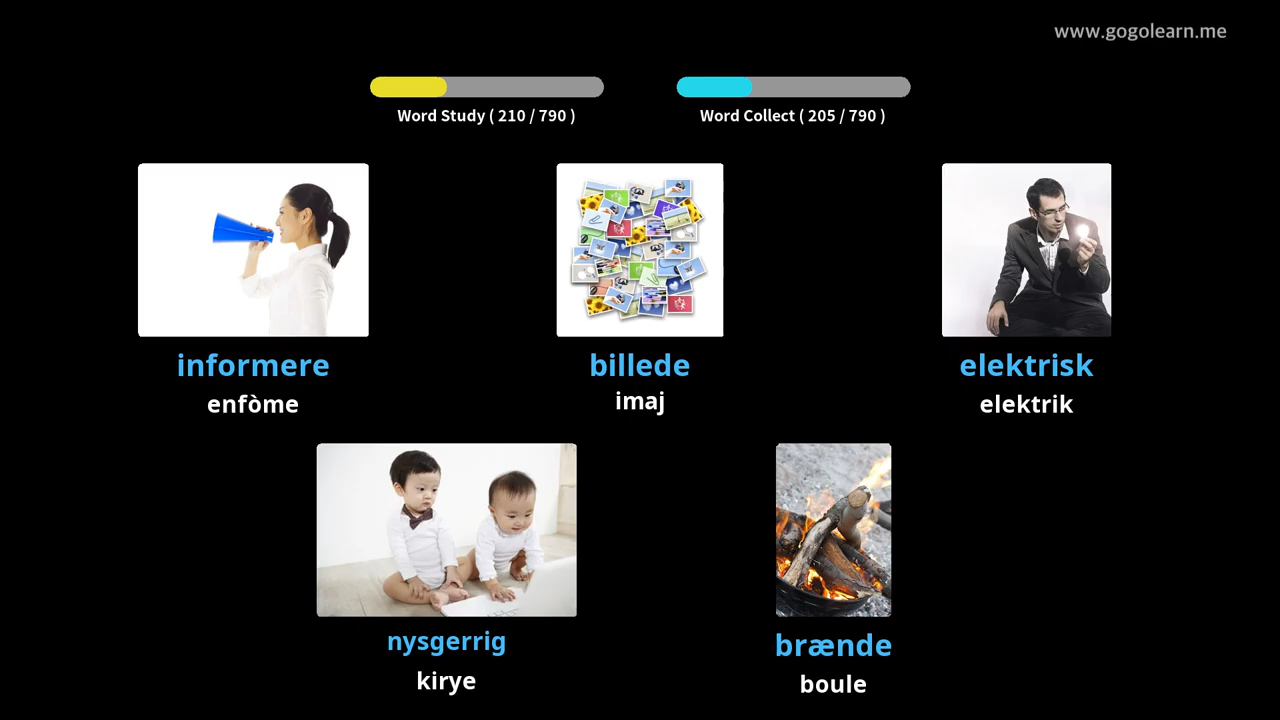 www.gogolearn.me
Word Study ( 210 / 790 )
Word Collect ( 205 / 790 )
informere
enfòme
billede
imaj
elektrisk
elektrik
nysgerrig
kirye
brænde
boule